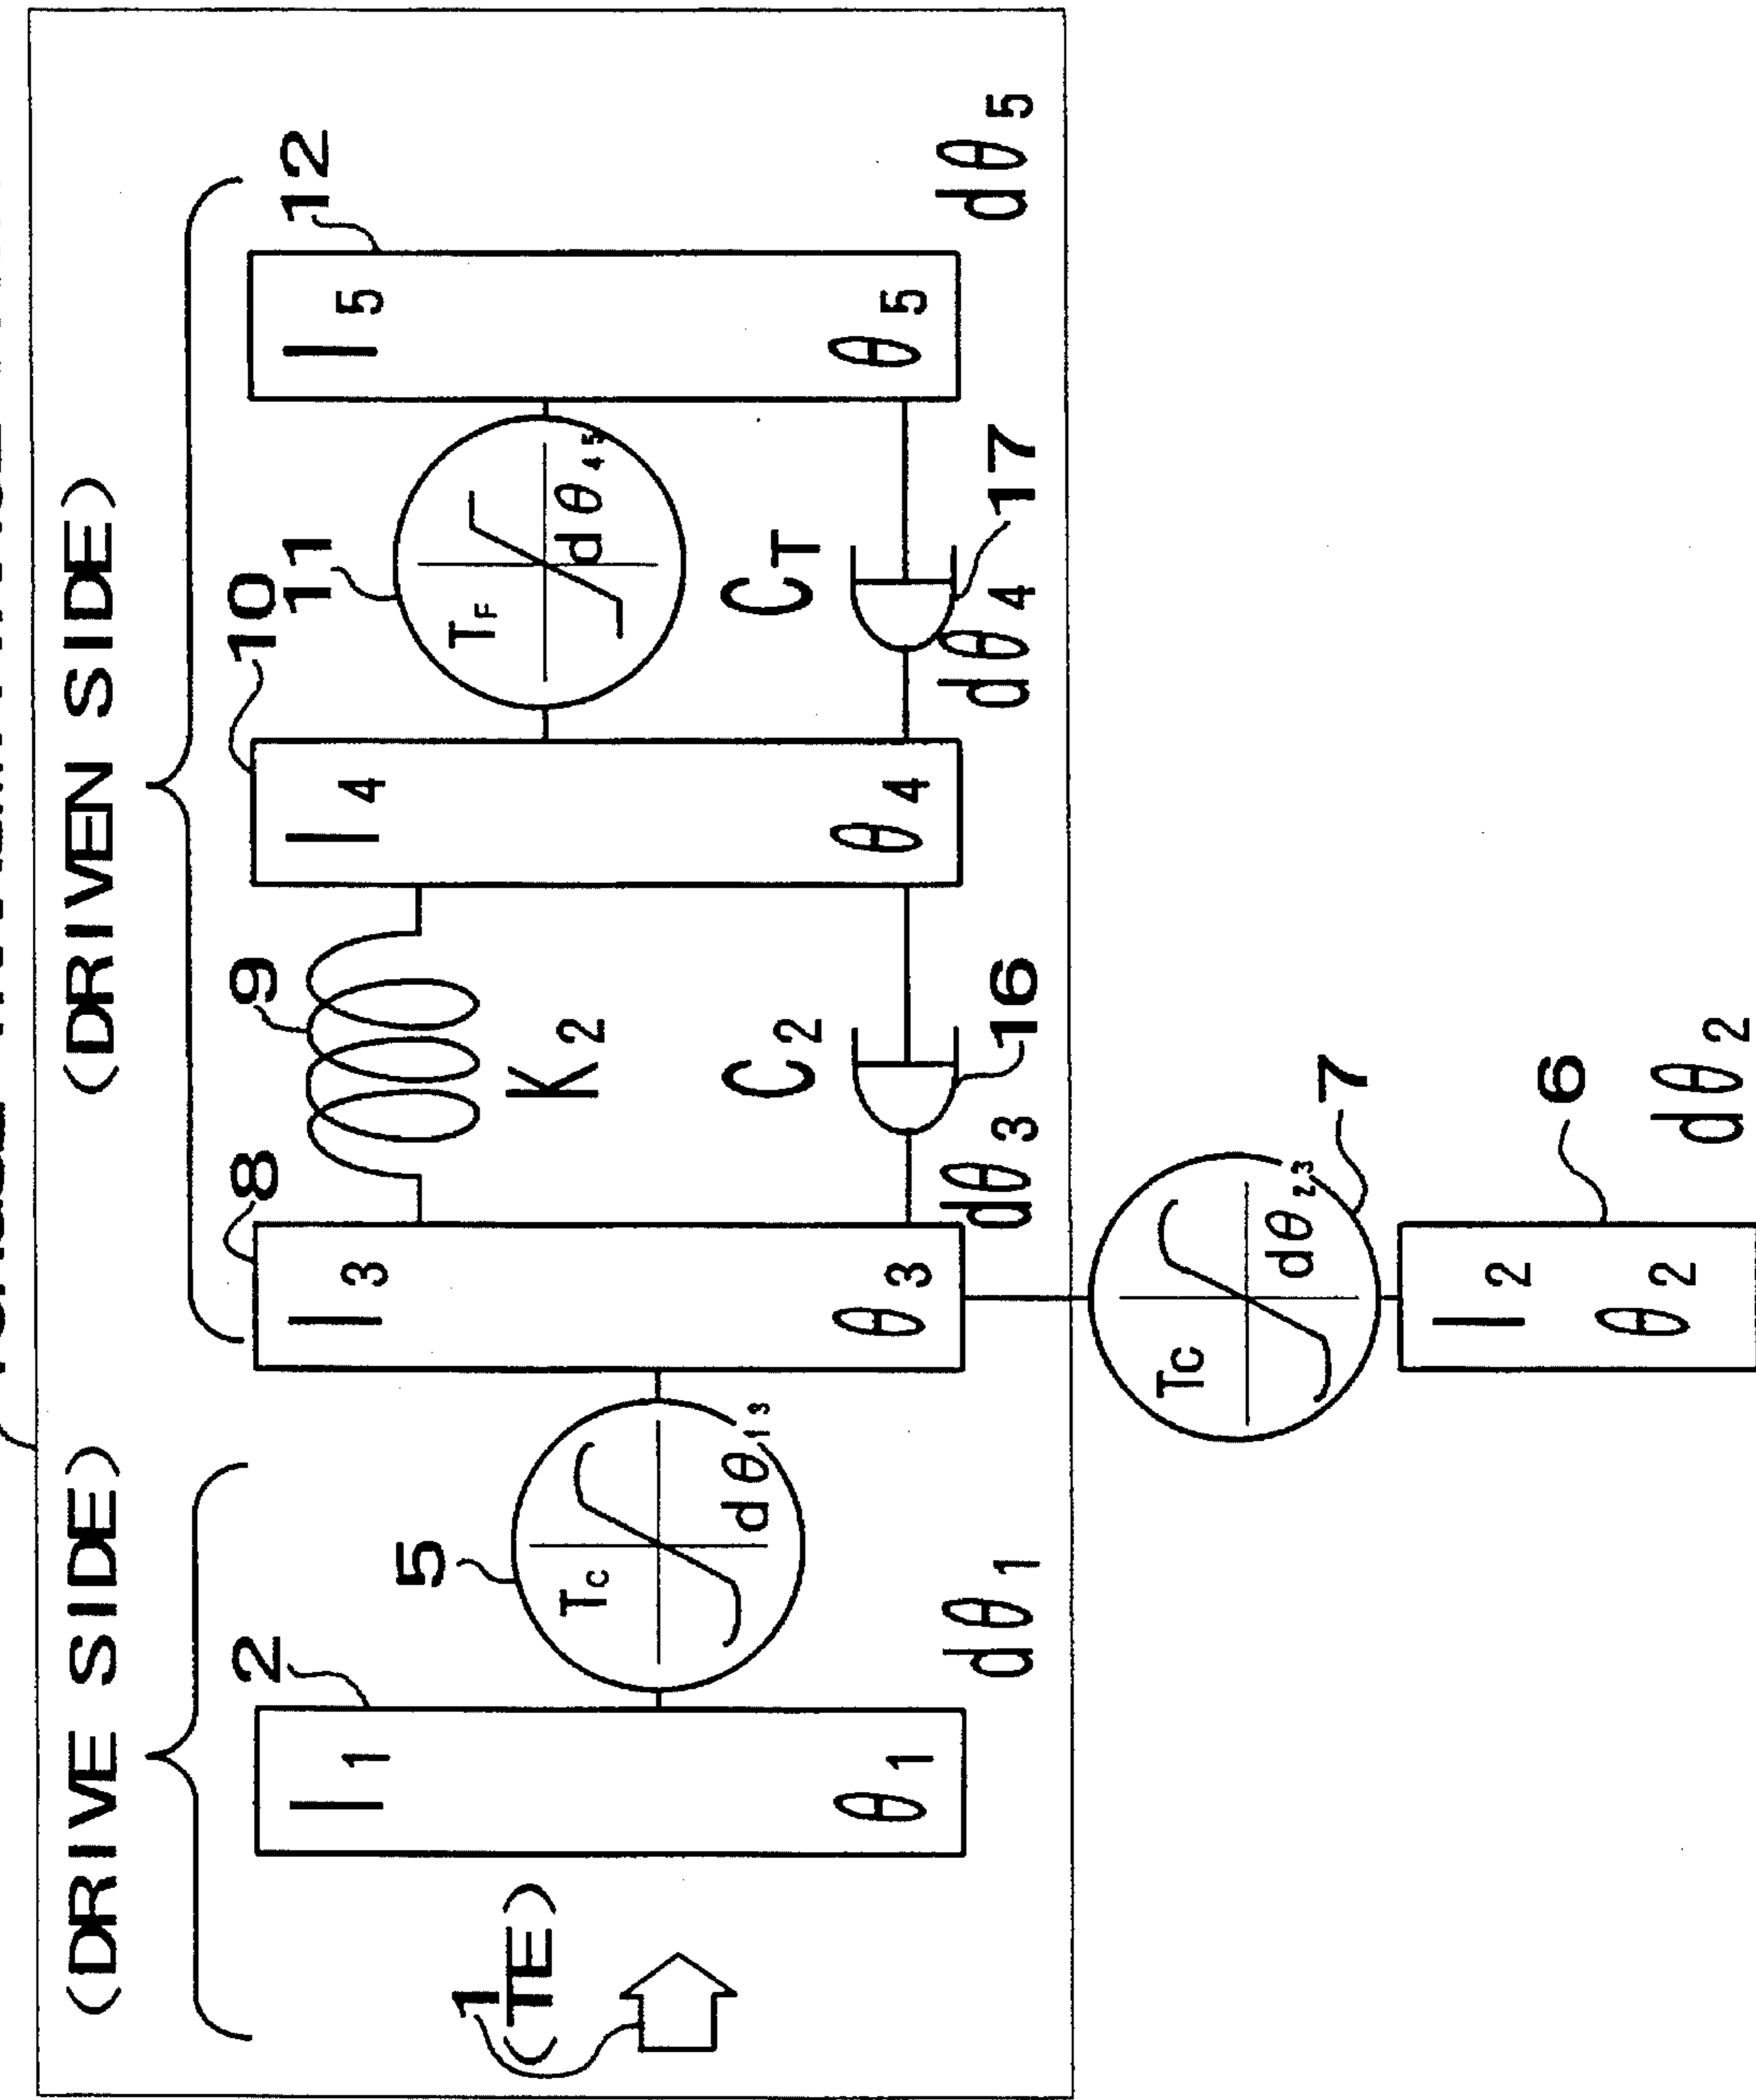 (DRIVE SIDE)
(DRIVEN SIDE)
1
(TE)
2
I1
θ1
dθ1
5
Tc
dθ13
8
I3
θ3
dθ3
9
K2
C2
16
10
I4
θ4
dθ4
11
TF
dθ45
CT
17
12
I5
θ5
dθ5
7
Tc
dθ23
6
I2
θ2
dθ2